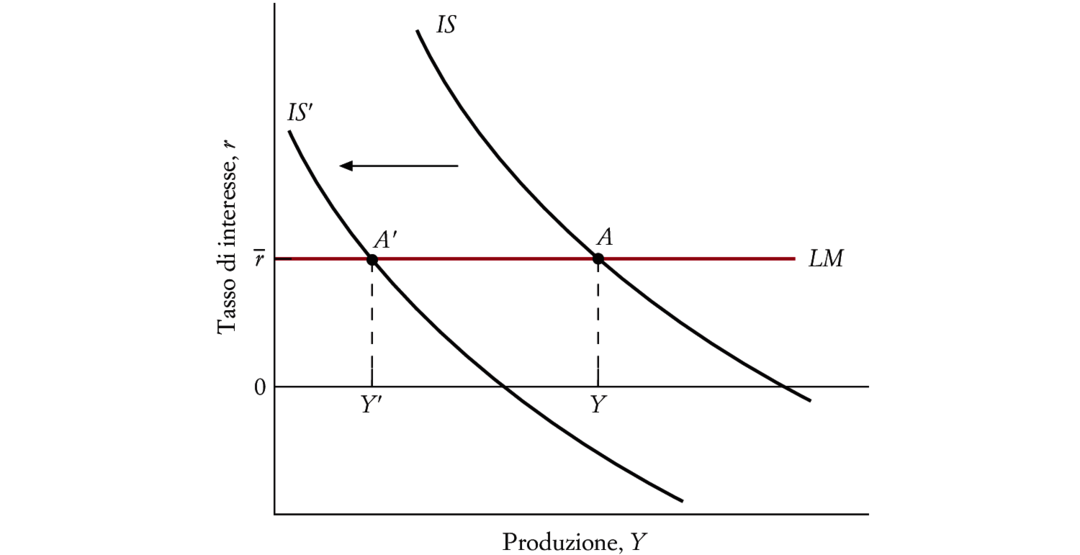 IS
IS'
Tasso di interesse, r
A'
A
r̅
LM
0
Y'
Y
Produzione, Y